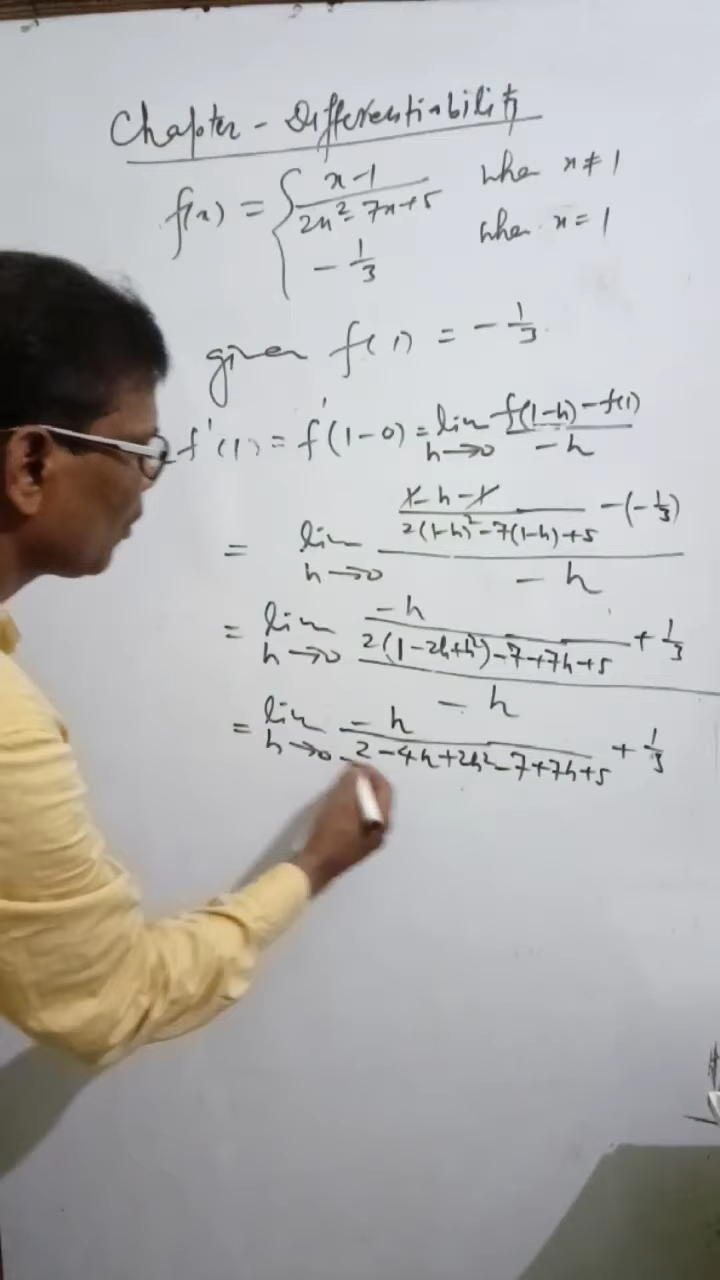 Chapter - Differentiability
f(x) = { x-1 / 2x²-7x+5 when x ≠ 1
-1/3 when x = 1
given f(1) = -1/3
Lf'(1) = f'(1-0) = lim h→0 f(1-h) - f(1) / -h
= lim h→0 (1-h-1 / 2(1-h)²-7(1-h)+5 - (-1/3)) / -h
= lim h→0 (-h / 2(1-2h+h²)-7+7h+5 + 1/3) / -h
= lim h→0 -h / 2-4h+2h²-7+7h+5 + 1/3